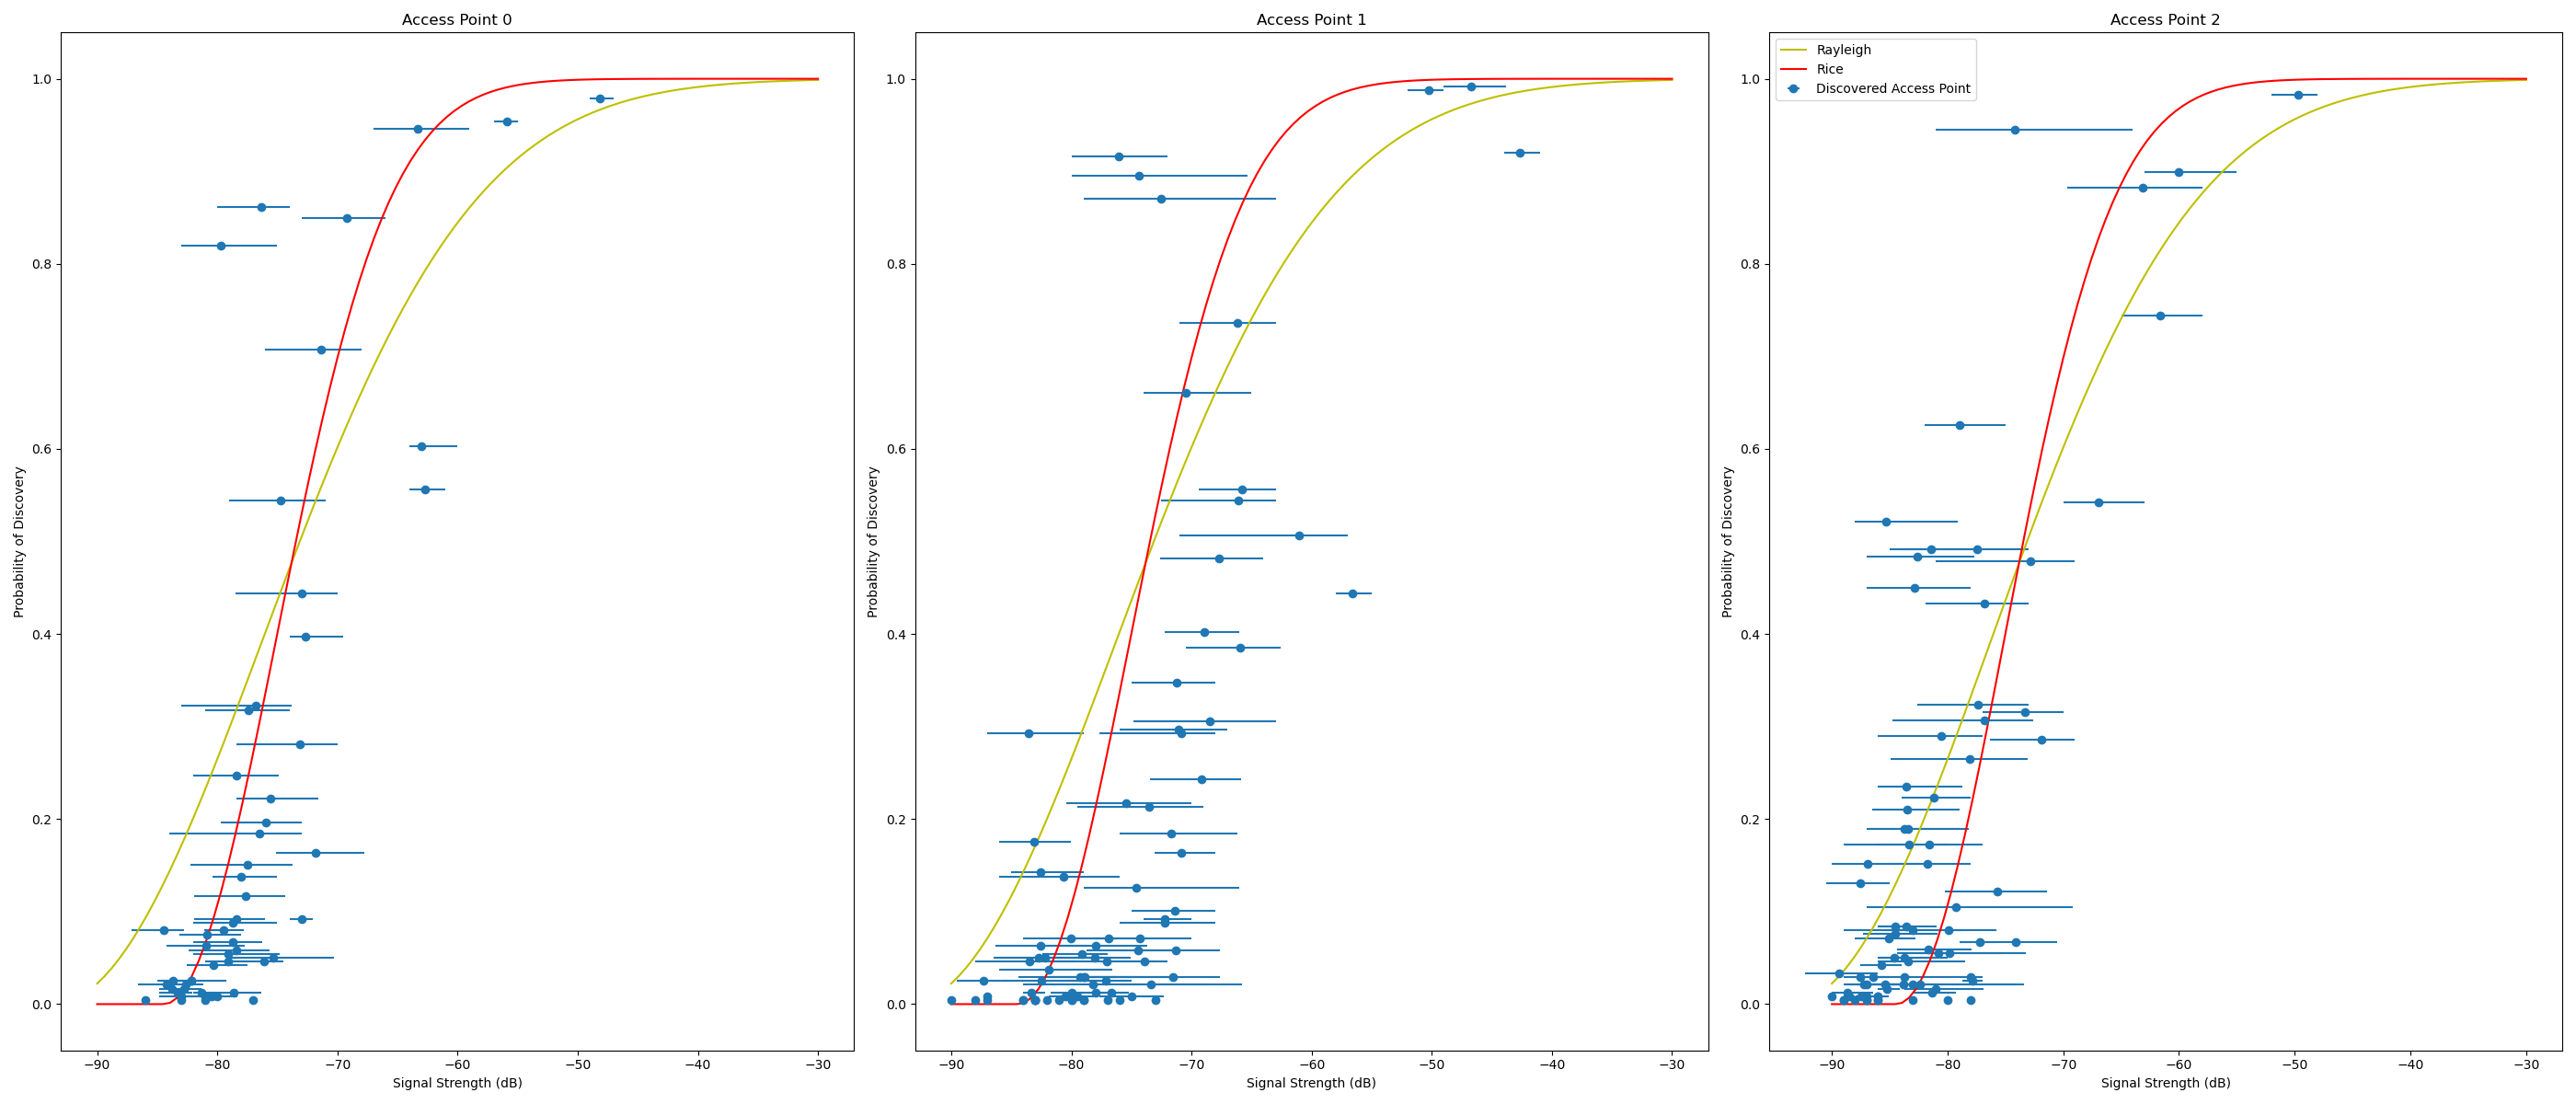 Access Point 0
Probability of Discovery
1.0
0.8
0.6
0.4
0.2
0.0
−90 −80 −70 −60 −50 −40 −30
Signal Strength (dB)
Access Point 1
Probability of Discovery
1.0
0.8
0.6
0.4
0.2
0.0
−90 −80 −70 −60 −50 −40 −30
Signal Strength (dB)
Access Point 2
Rayleigh
Rice
Discovered Access Point
Probability of Discovery
1.0
0.8
0.6
0.4
0.2
0.0
−90 −80 −70 −60 −50 −40 −30
Signal Strength (dB)